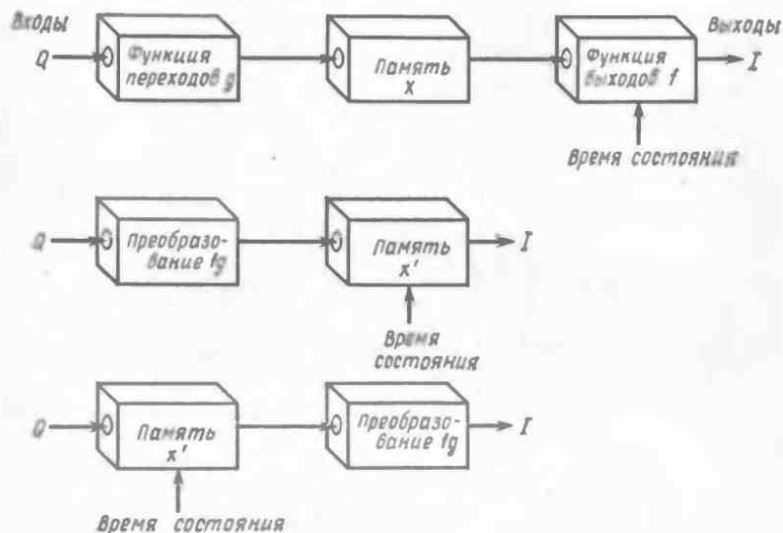 Входы
Выходы
Q
Функция
переходов g
Память
x
Функция
выходов f
I
Время состояния
Q
Преобразо-
вание fg
Память
x'
I
Время
состояния
Q
Память
x'
Преобразо-
вание fg
I
Время состояния